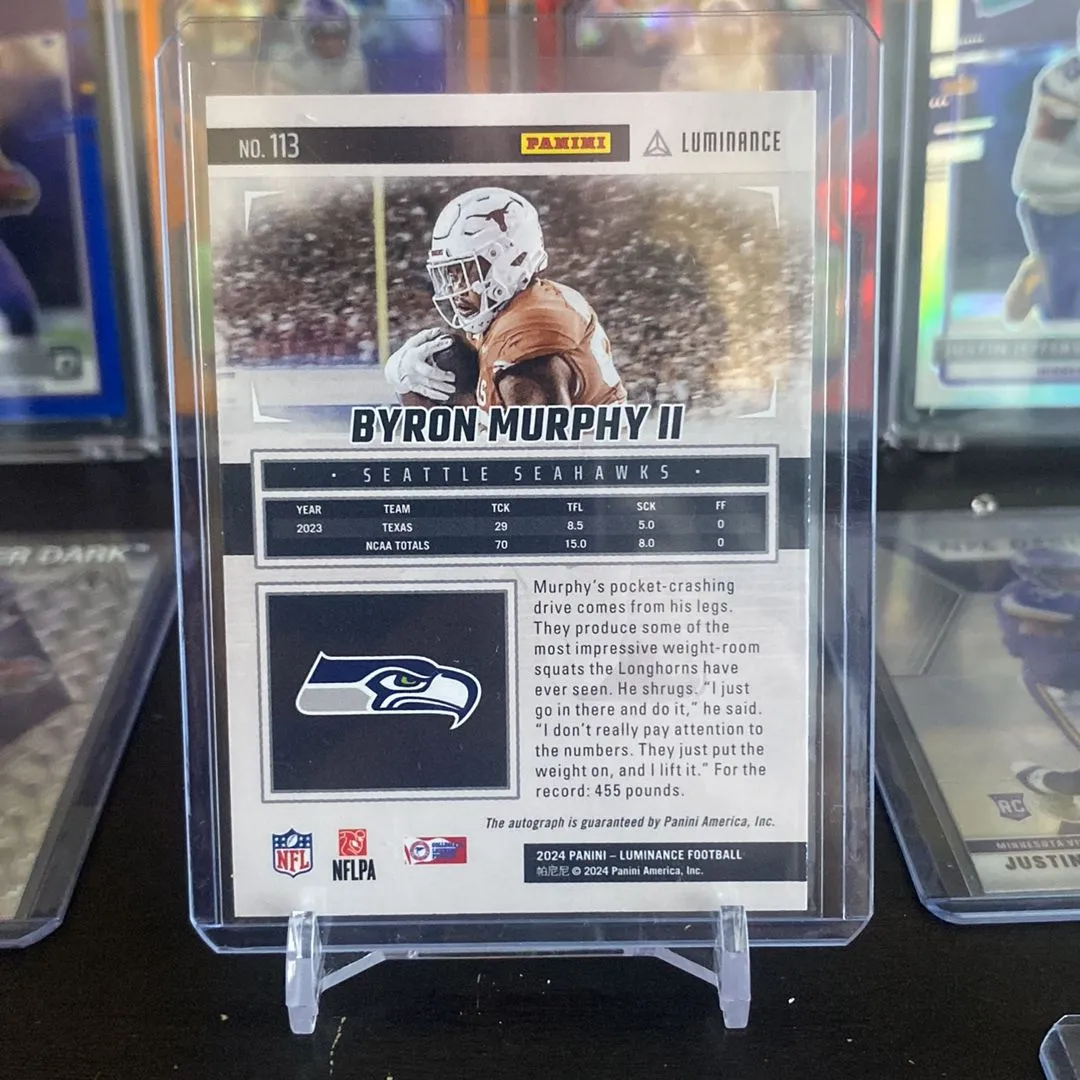 NO. 113
PANINI
LUMINANCE
BYRON MURPHY II
· SEATTLE SEAHAWKS ·
YEAR TEAM TCK TFL SCK FF
2023 TEXAS 29 8.5 5.0 0
NCAA TOTALS 70 15.0 8.0 0
Murphy's pocket-crashing
drive comes from his legs.
They produce some of the
most impressive weight-room
squats the Longhorns have
ever seen. He shrugs. "I just
go in there and do it," he said.
"I don't really pay attention to
the numbers. They just put the
weight on, and I lift it." For the
record: 455 pounds.
The autograph is guaranteed by Panini America, Inc.
NFL
NFLPA
2024 PANINI – LUMINANCE FOOTBALL
帕尼尼 © 2024 Panini America, Inc.
DARK
RC
MINNESOTA VI
JUSTIN